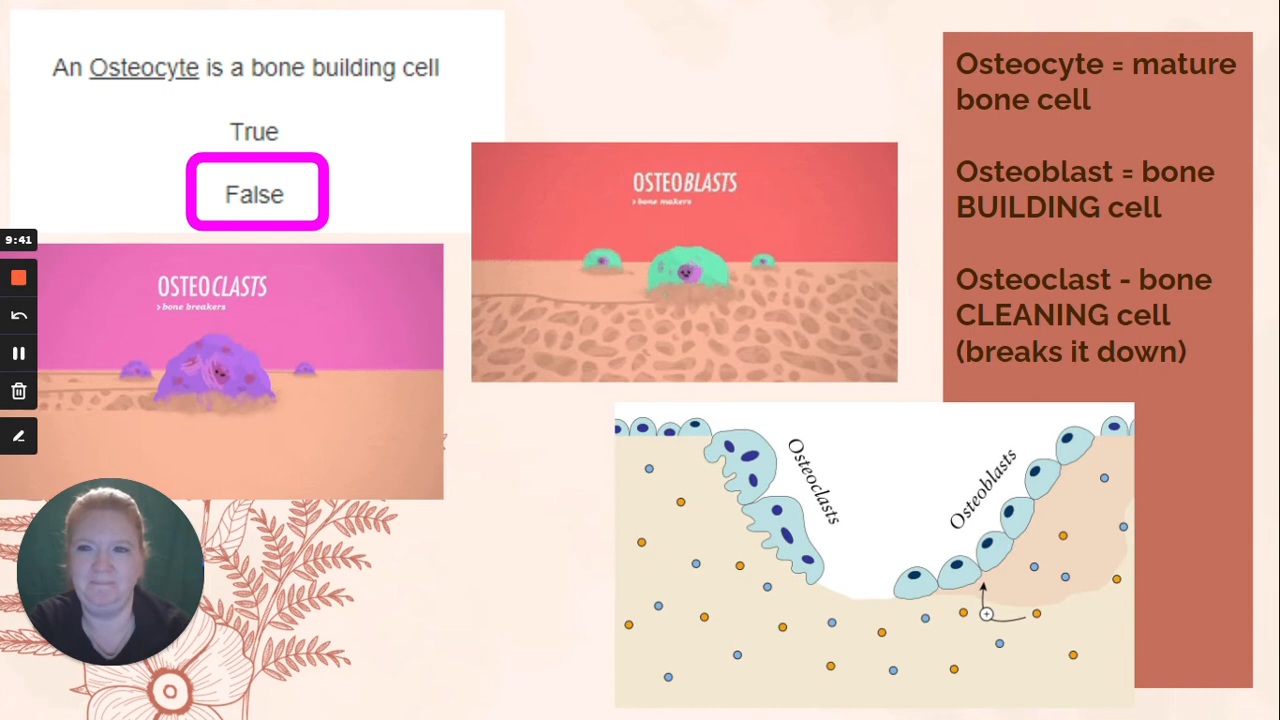 An Osteocyte is a bone building cell
True
False
9:41
OSTEOCLASTS
› bone breakers
OSTEOBLASTS
› bone makers
Osteocyte = mature
bone cell
Osteoblast = bone
BUILDING cell
Osteoclast - bone
CLEANING cell
(breaks it down)
Osteoclasts
Osteoblasts
+